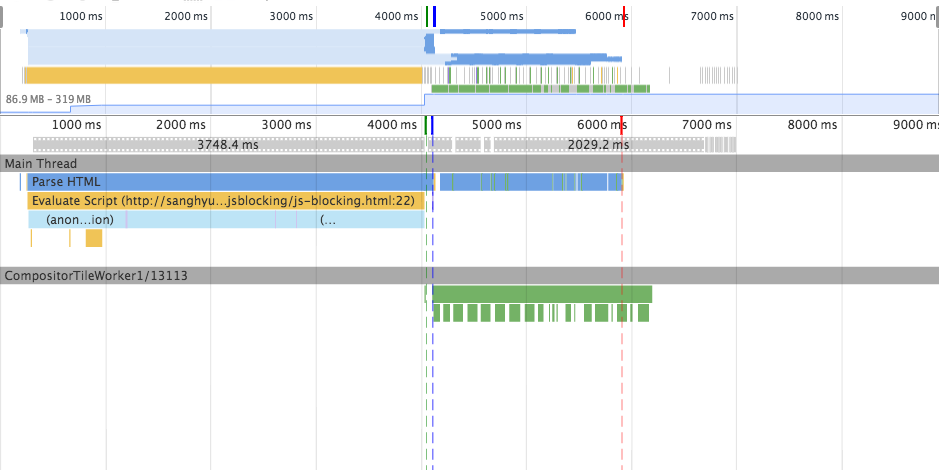 1000 ms 2000 ms 3000 ms 4000 ms 5000 ms 6000 ms 7000 ms 8000 ms 9000 n
86.9 MB – 319 MB
1000 ms 2000 ms 3000 ms 4000 ms 5000 ms 6000 ms 7000 ms 8000 ms 9000 ms
3748.4 ms 2029.2 ms
Main Thread
Parse HTML
Evaluate Script (http://sanghyu...jsblocking/js-blocking.html:22)
(anon...ion) (...
CompositorTileWorker1/13113